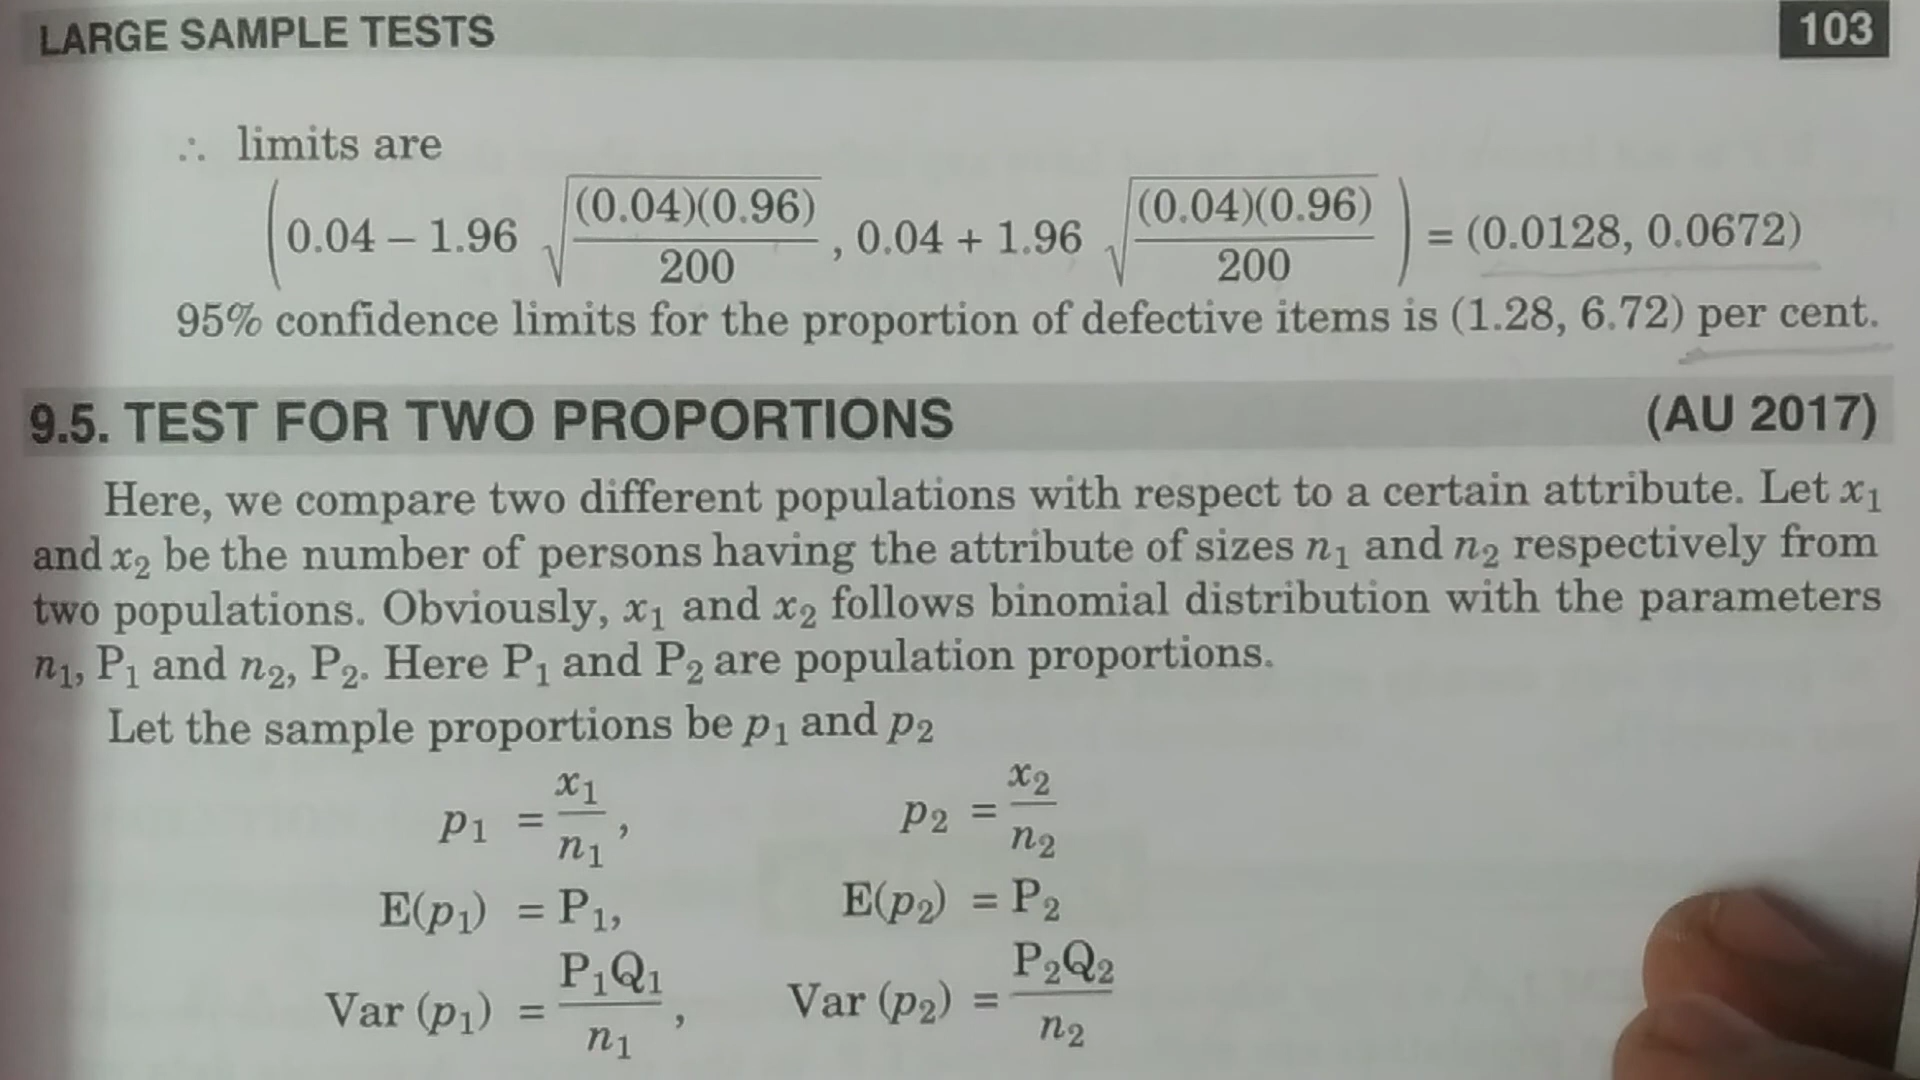 LARGE SAMPLE TESTS 103
∴ limits are
(0.04 – 1.96 √((0.04)(0.96)/200) , 0.04 + 1.96 √((0.04)(0.96)/200)) = (0.0128, 0.0672)
95% confidence limits for the proportion of defective items is (1.28, 6.72) per cent.
9.5. TEST FOR TWO PROPORTIONS (AU 2017)
Here, we compare two different populations with respect to a certain attribute. Let x₁
and x₂ be the number of persons having the attribute of sizes n₁ and n₂ respectively from
two populations. Obviously, x₁ and x₂ follows binomial distribution with the parameters
n₁, P₁ and n₂, P₂. Here P₁ and P₂ are population proportions.
Let the sample proportions be p₁ and p₂
p₁ = x₁/n₁, p₂ = x₂/n₂
E(p₁) = P₁, E(p₂) = P₂
Var (p₁) = P₁Q₁/n₁, Var (p₂) = P₂Q₂/n₂